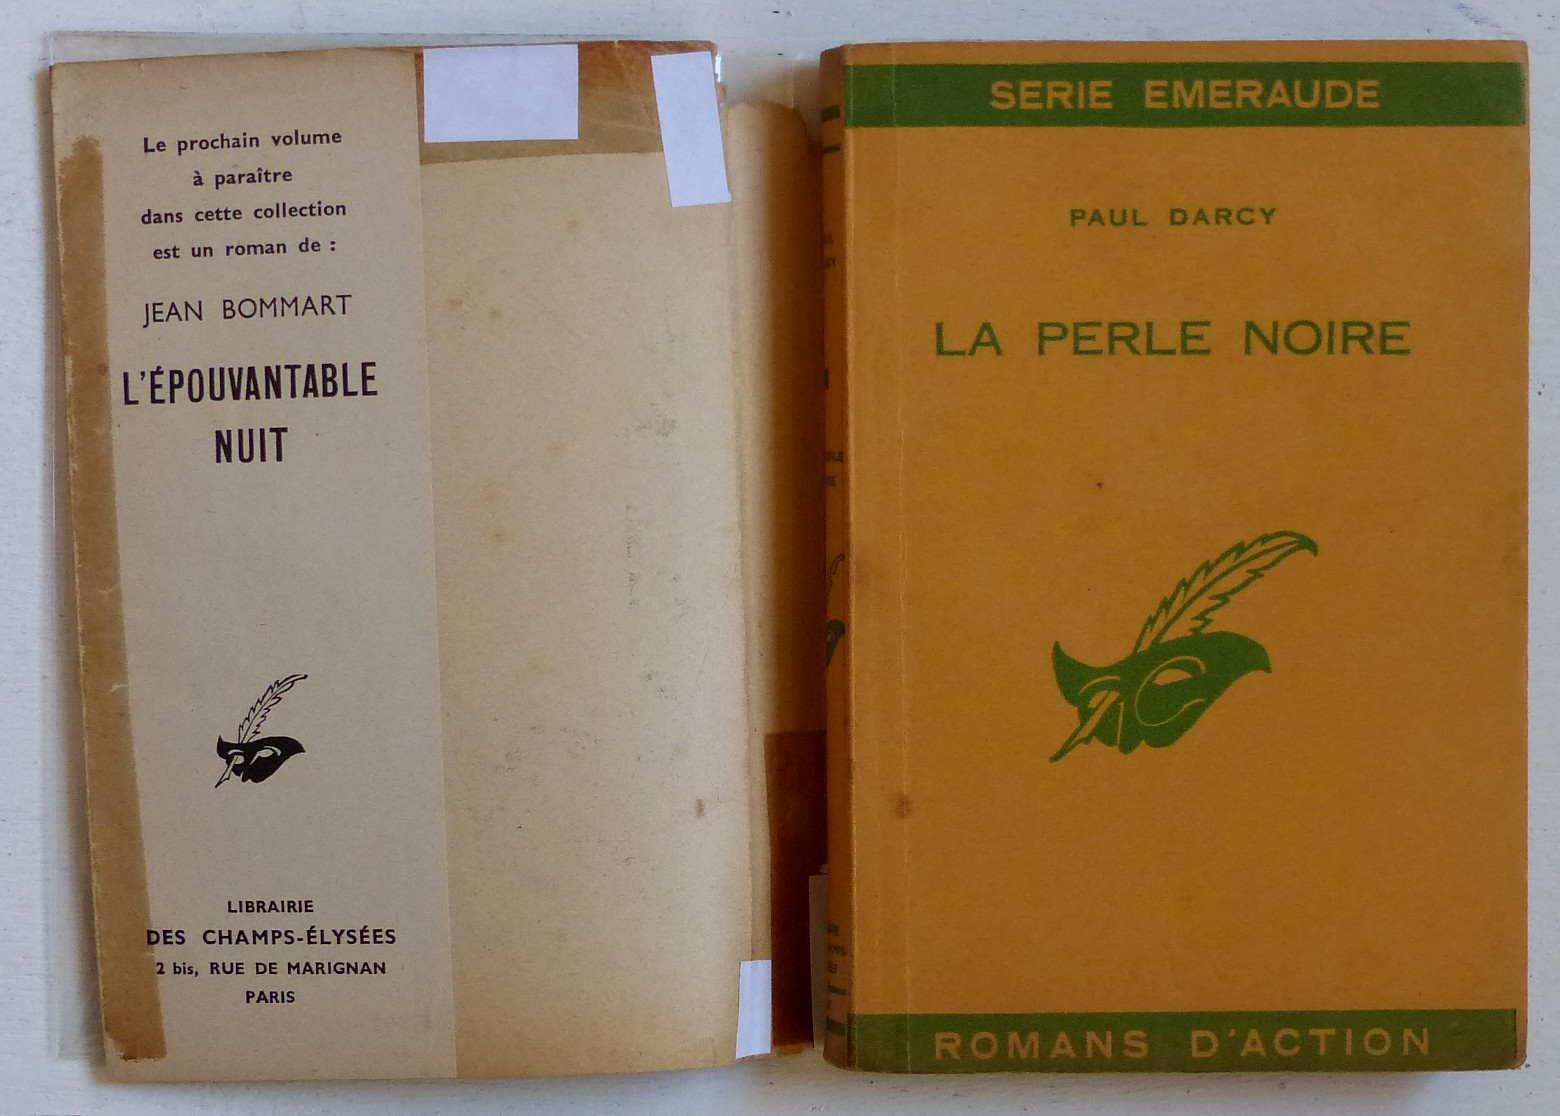 Le prochain volume
à paraître
dans cette collection
est un roman de :
JEAN BOMMART
L'ÉPOUVANTABLE
NUIT
LIBRAIRIE
DES CHAMPS-ÉLYSÉES
2 bis, RUE DE MARIGNAN
PARIS
SERIE EMERAUDE
PAUL DARCY
LA PERLE NOIRE
ROMANS D'ACTION